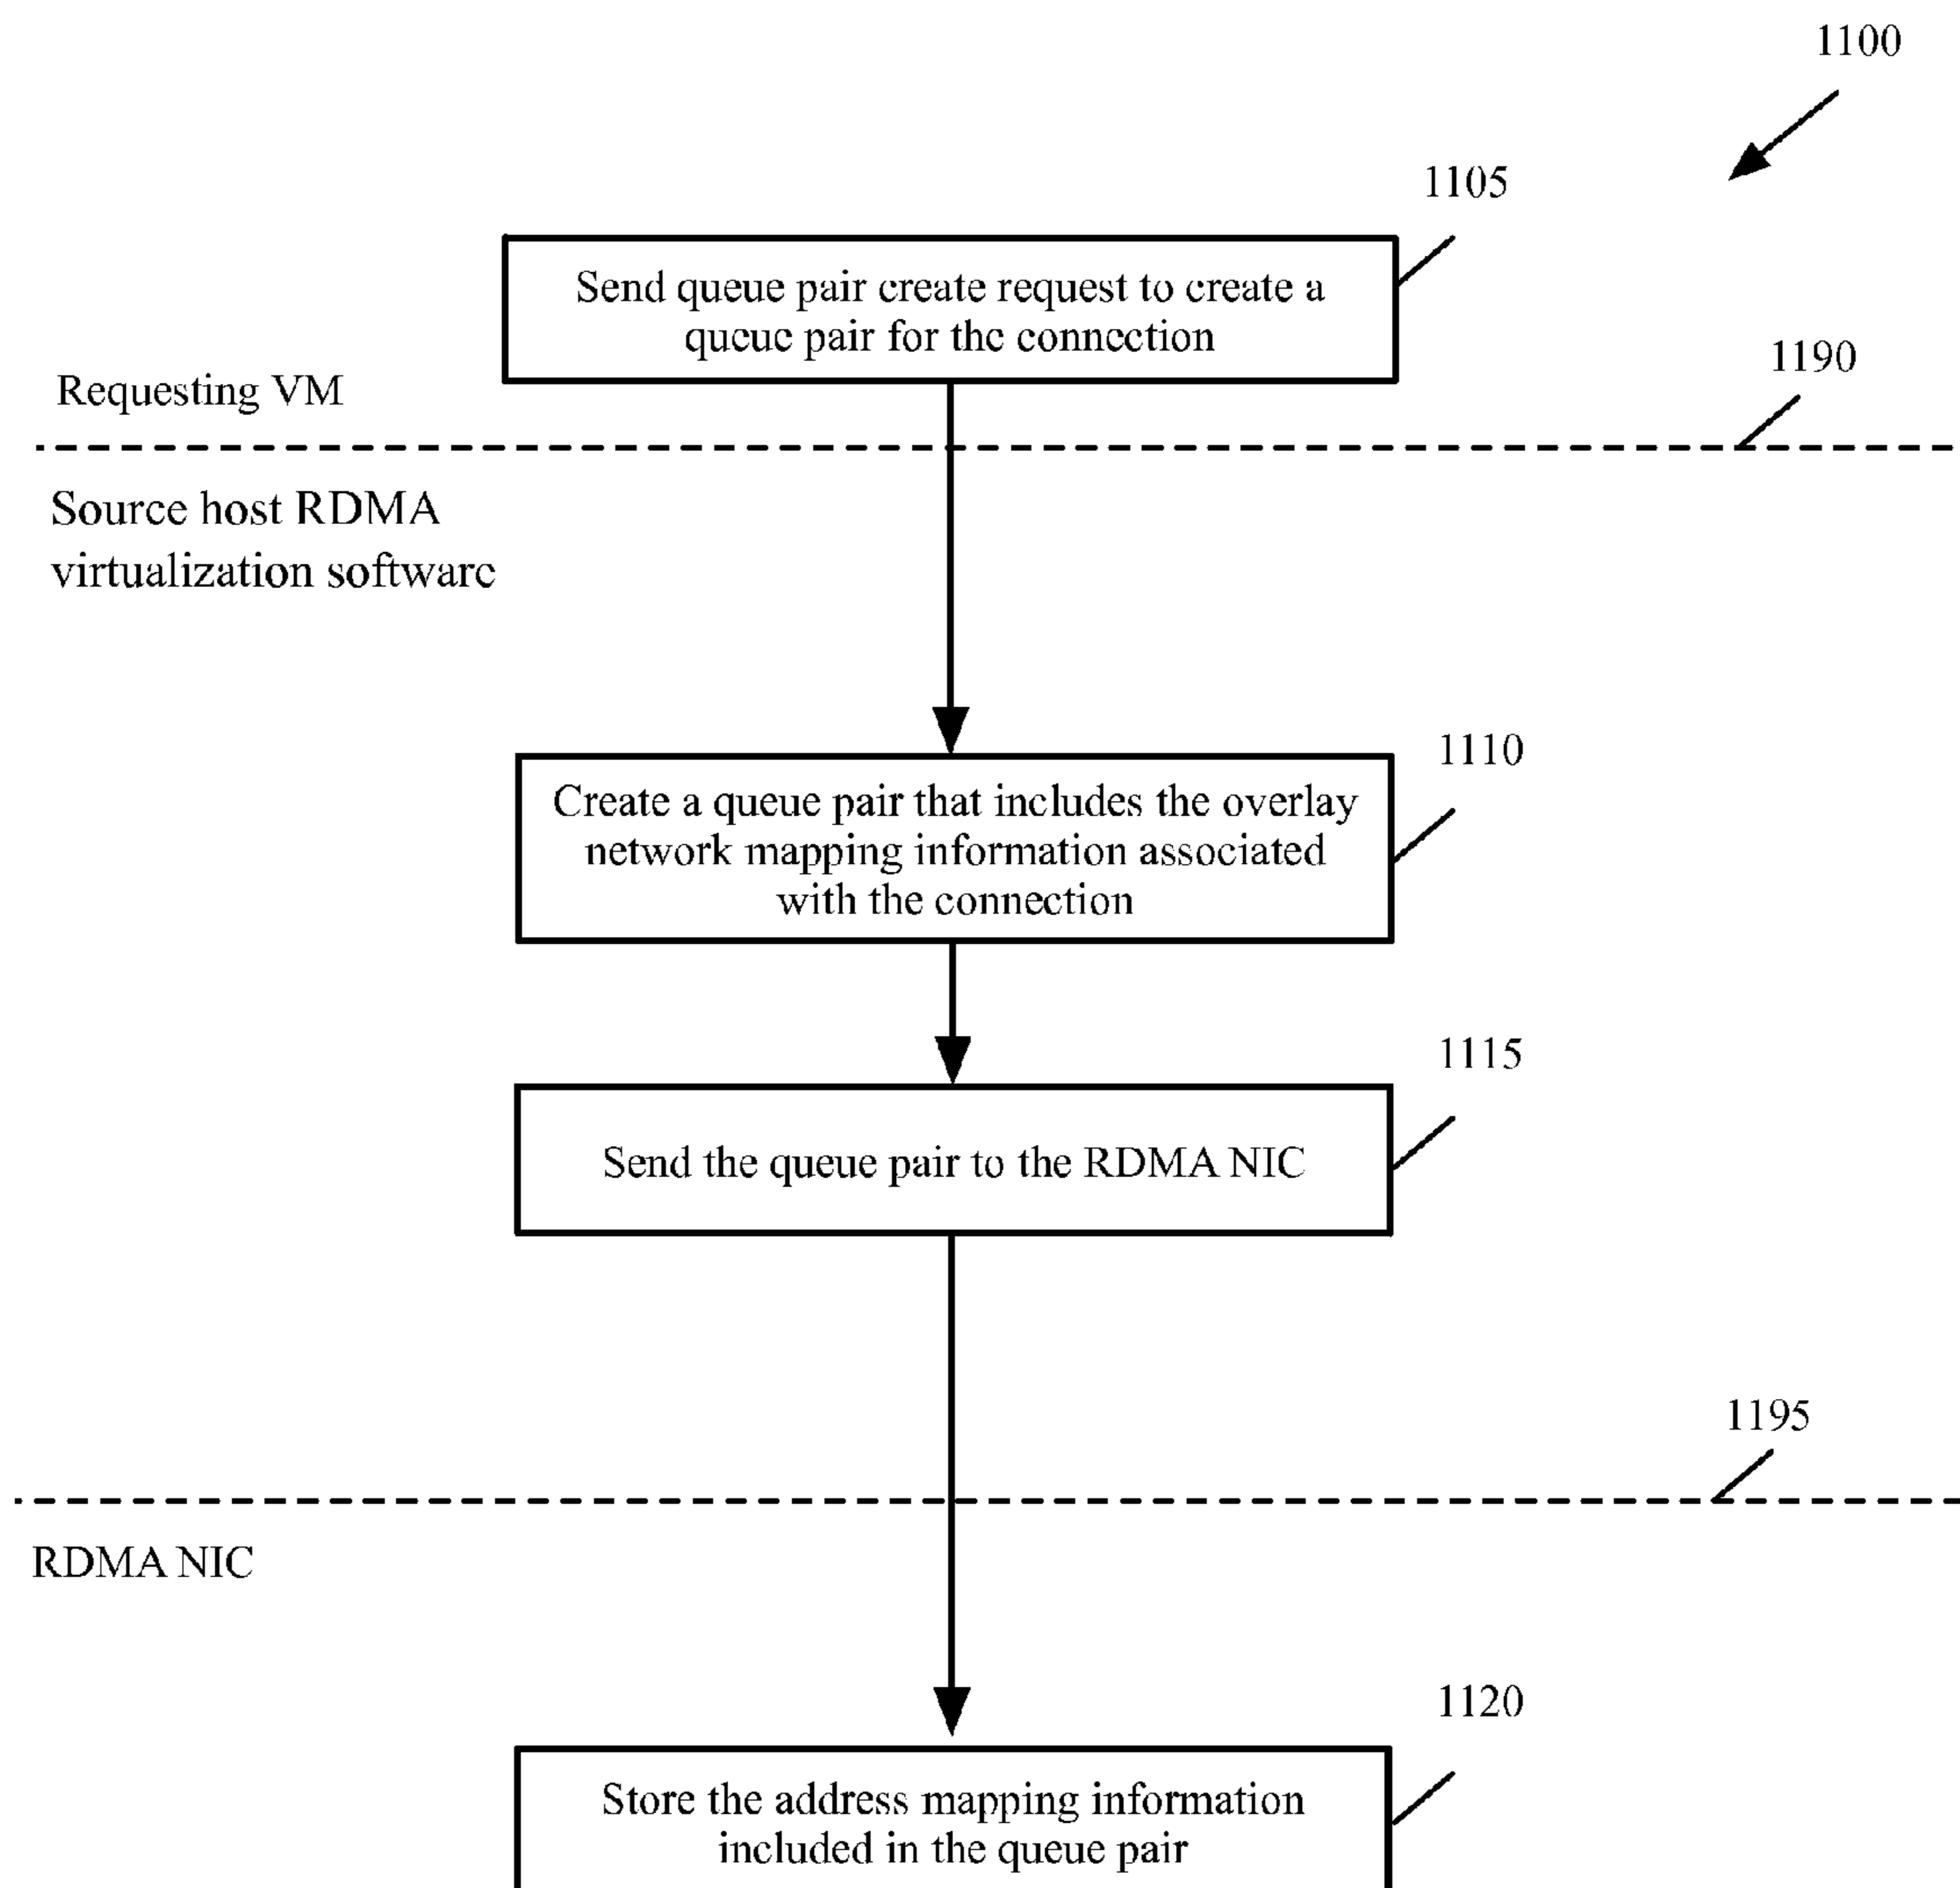 1100
1105
Send queue pair create request to create a
queue pair for the connection
1190
Requesting VM
Source host RDMA
virtualization software
1110
Create a queue pair that includes the overlay
network mapping information associated
with the connection
1115
Send the queue pair to the RDMA NIC
1195
RDMA NIC
1120
Store the address mapping information
included in the queue pair